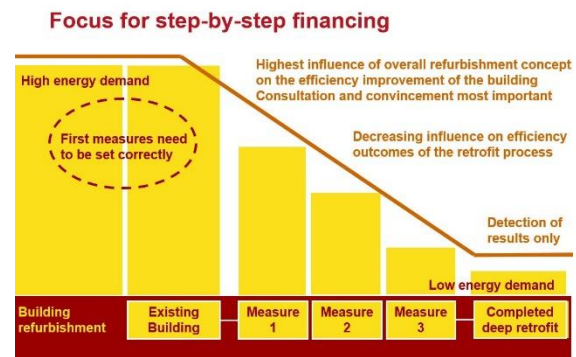 Focus for step-by-step financing
High energy demand
Highest influence of overall refurbishment concept
on the efficiency improvement of the building
Consultation and convincement most important
First measures need
to be set correctly
Decreasing influence on efficiency
outcomes of the retrofit process
Detection of
results only
Low energy demand
Building
refurbishment
Existing
Building
Measure
1
Measure
2
Measure
3
Completed
deep retrofit